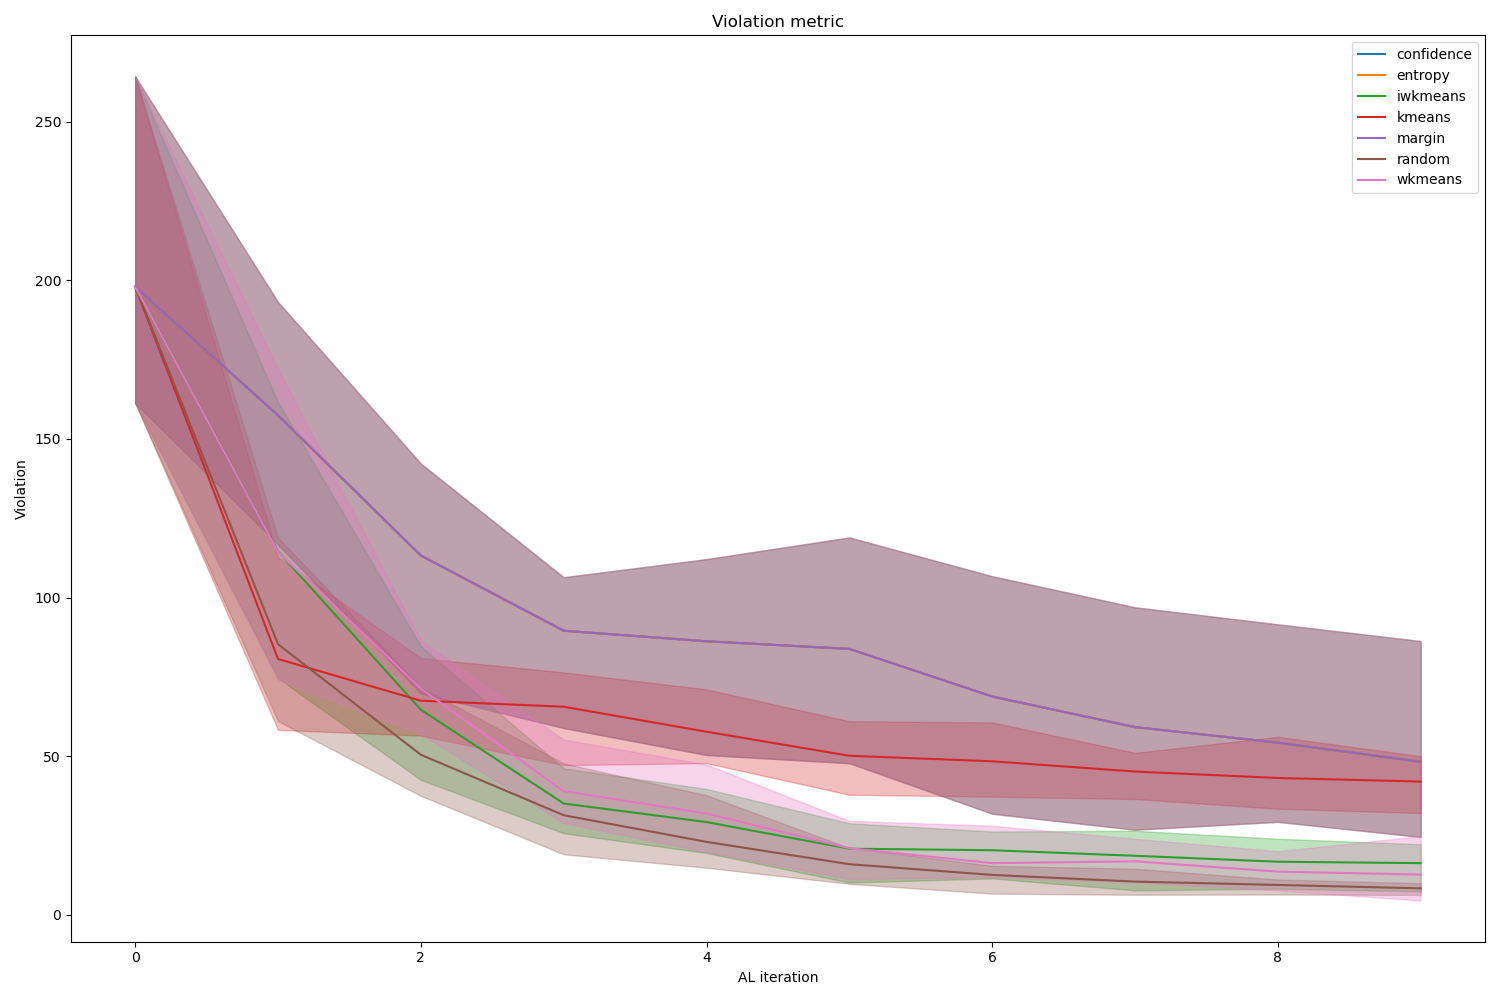 Violation metric
confidence
entropy
iwkmeans
kmeans
margin
random
wkmeans
250
200
150
100
50
0
Violation
0 2 4 6 8
AL iteration